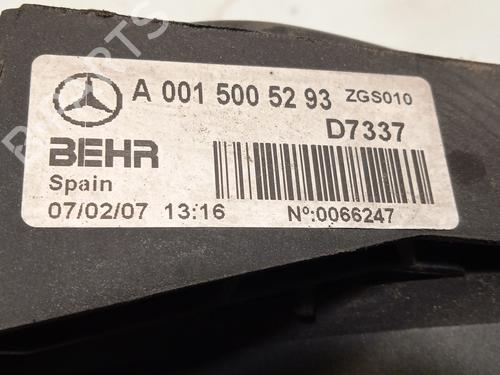 A 001 500 52 93 ZGS010
D7337
BEHR
Spain
07/02/07 13:16 Nº:0066247